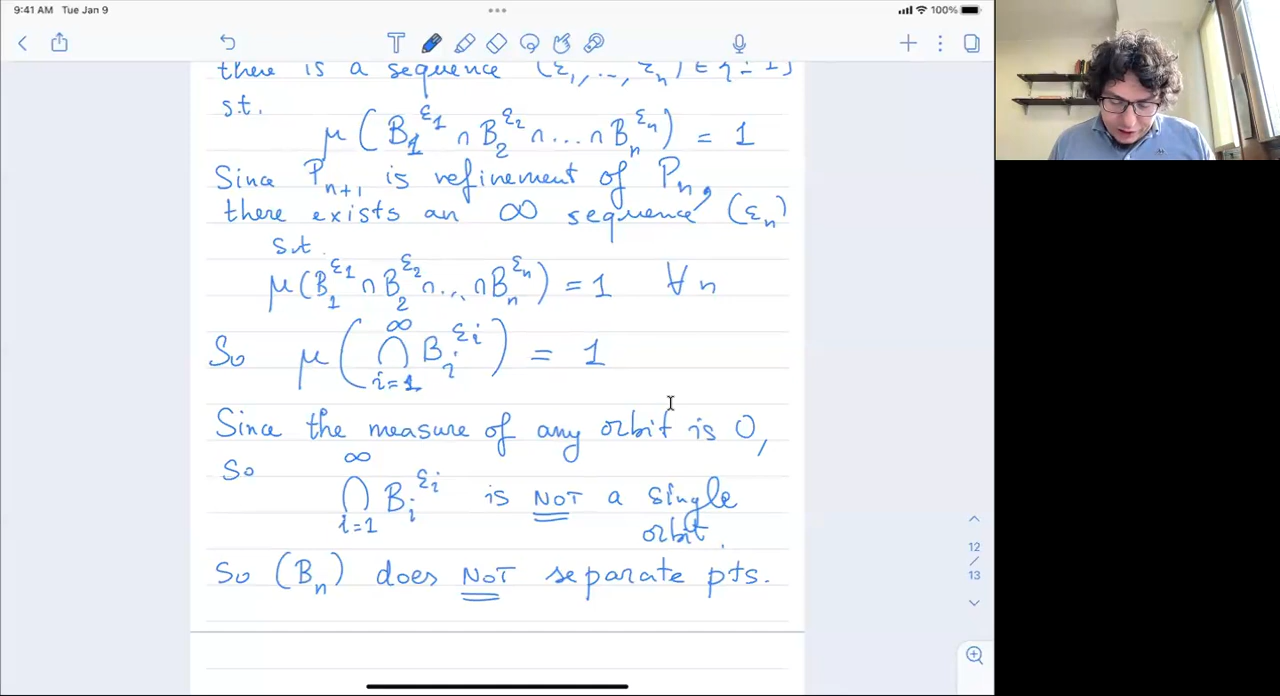 9:41 AM Tue Jan 9
100%
there is a sequence (ε₁, .., εₙ) ∈
s.t.
μ ( B₁^ε₁ ∩ B₂^ε₂ ∩ ... ∩ Bₙ^εₙ ) = 1
Since Pₙ₊₁ is refinement of Pₙ,
there exists an ∞ sequence (εₙ)
s.t.
μ(B₁^ε₁ ∩ B₂^ε₂ ∩ ... ∩ Bₙ^εₙ) = 1 ∀ n
So μ( ⋂_{i=1}^∞ Bᵢ^εᵢ ) = 1
Since the measure of any orbit is 0,
So ⋂_{i=1}^∞ Bᵢ^εᵢ is NOT a single
orbit.
So (Bₙ) does NOT separate pts.
12
/
13